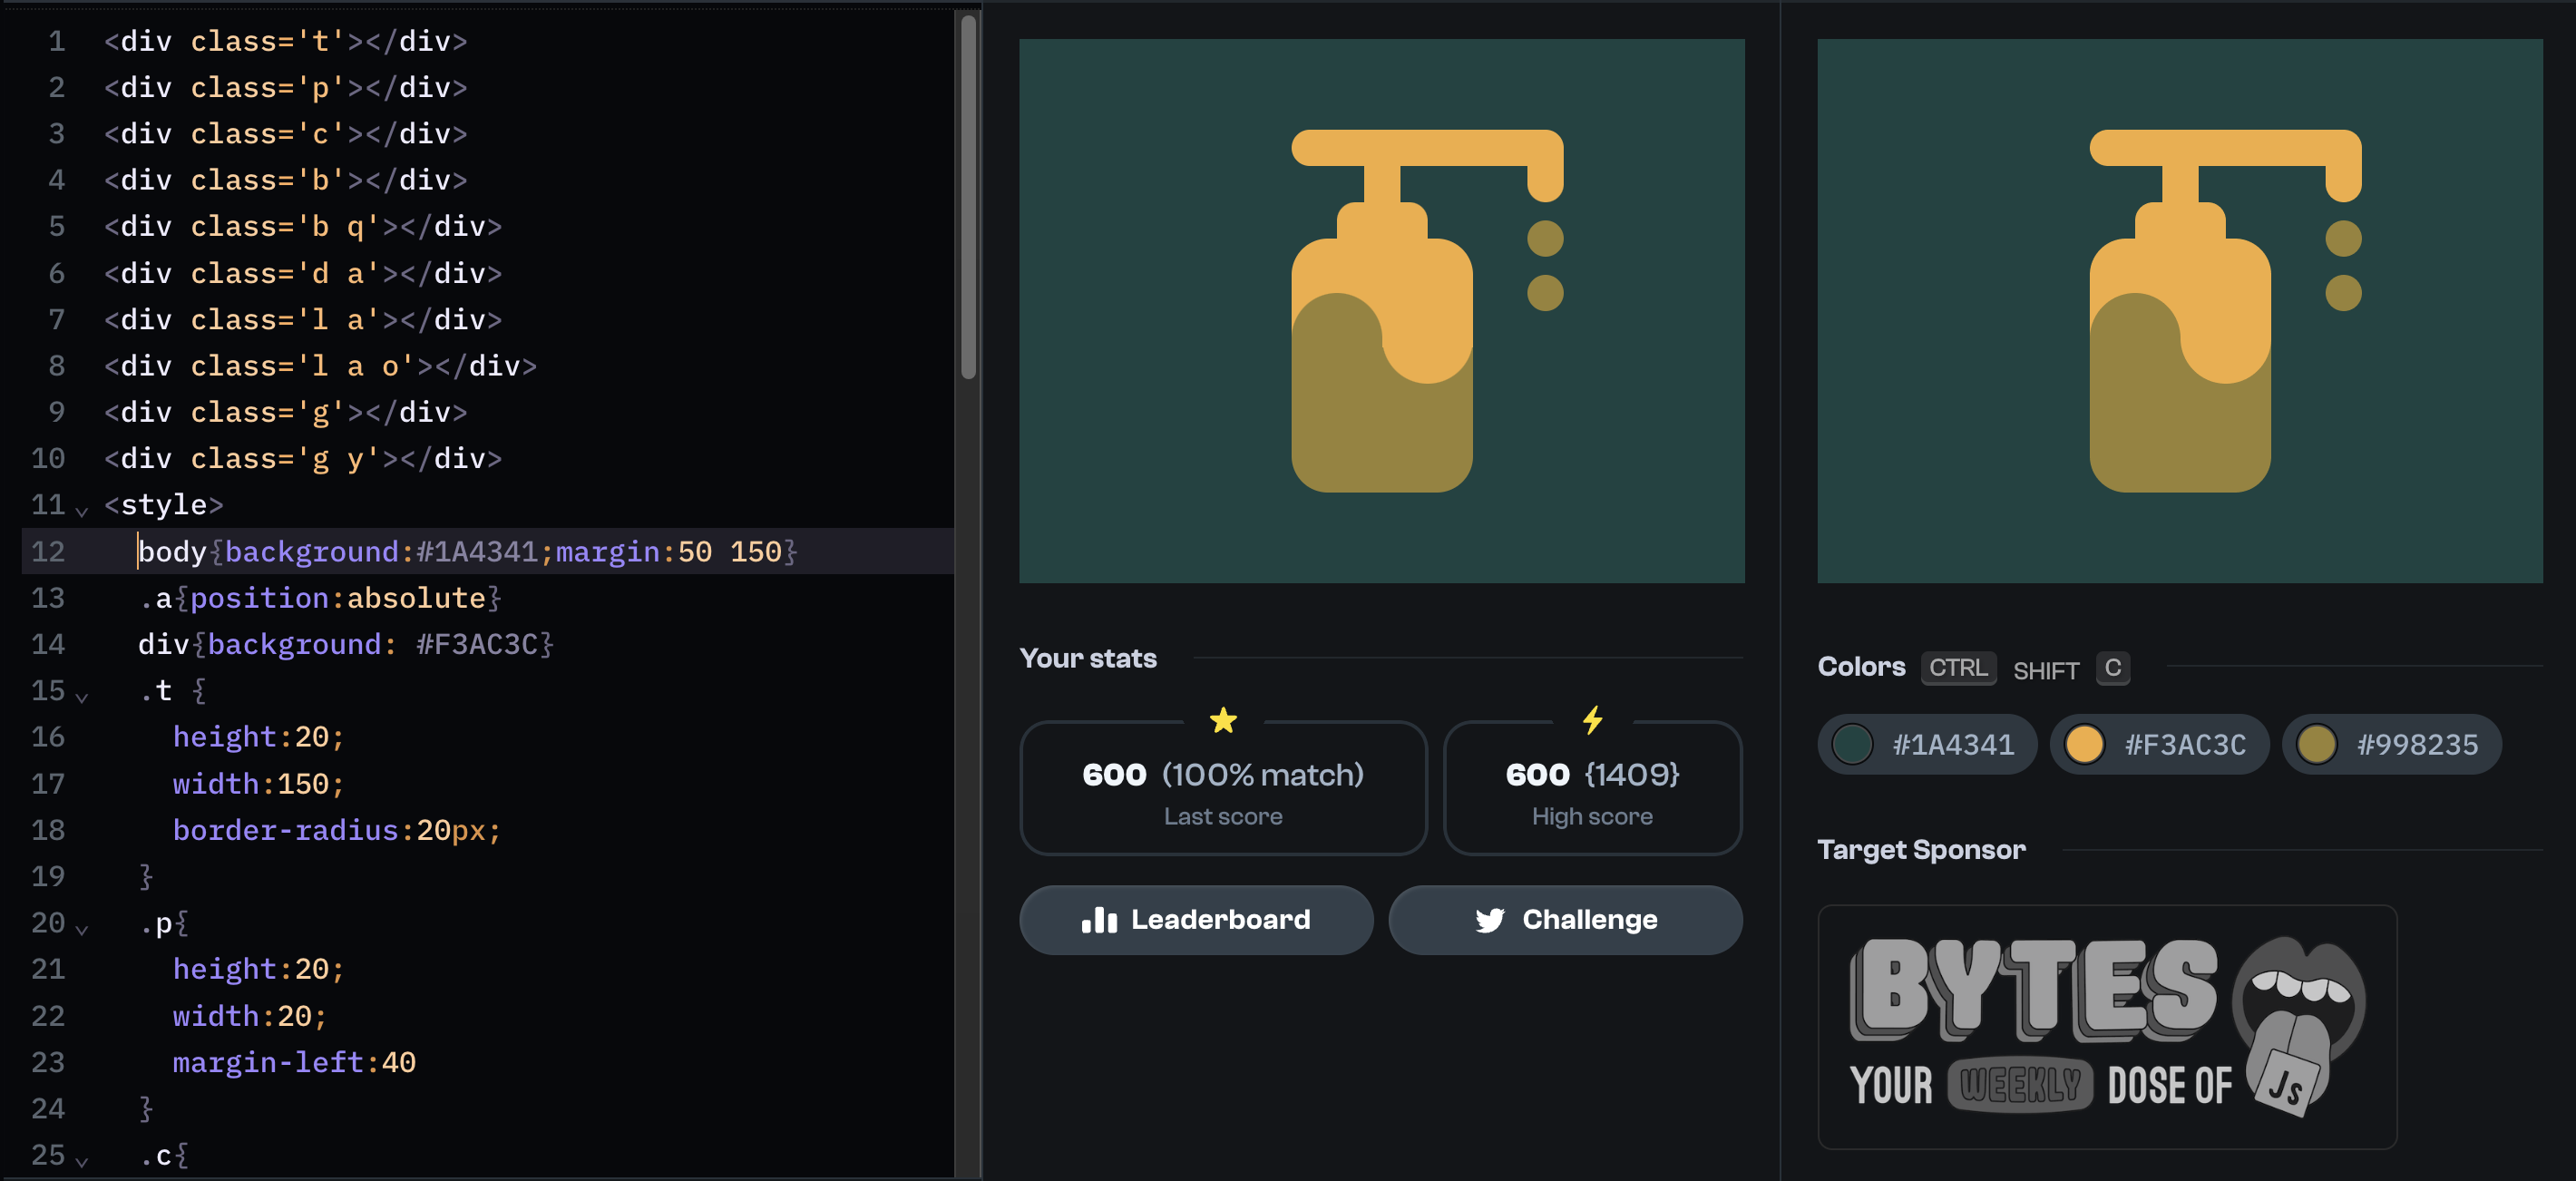 1 <div class='t'></div>
2 <div class='p'></div>
3 <div class='c'></div>
4 <div class='b'></div>
5 <div class='b q'></div>
6 <div class='d a'></div>
7 <div class='l a'></div>
8 <div class='l a o'></div>
9 <div class='g'></div>
10 <div class='g y'></div>
11 <style>
12 body{background:#1A4341;margin:50 150}
13 .a{position:absolute}
14 div{background: #F3AC3C}
15 .t {
16 height:20;
17 width:150;
18 border-radius:20px;
19 }
20 .p{
21 height:20;
22 width:20;
23 margin-left:40
24 }
25 .c{
Your stats
600 (100% match)
Last score
600 {1409}
High score
Leaderboard
Challenge
Colors CTRL SHIFT C
#1A4341 #F3AC3C #998235
Target Sponsor
BYTES
YOUR WEEKLY DOSE OF JS